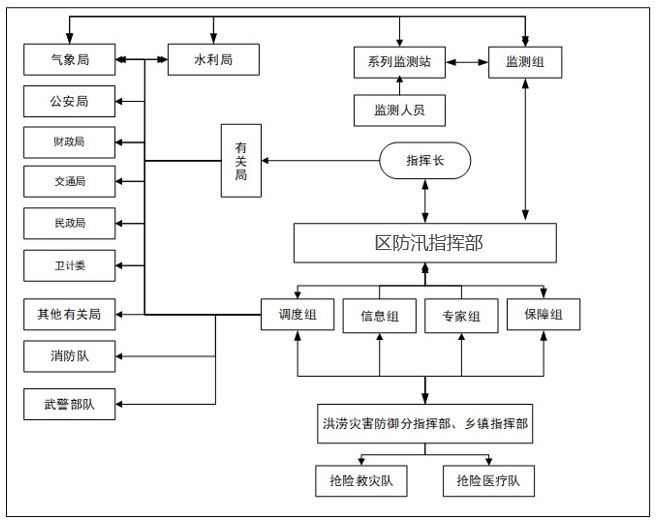 气象局
水利局
系列监测站
监测组
公安局
监测人员
财政局
有关局
指挥长
交通局
民政局
区防汛指挥部
卫计委
其他有关局
调度组
信息组
专家组
保障组
消防队
武警部队
洪涝灾害防御分指挥部、乡镇指挥部
抢险救灾队
抢险医疗队